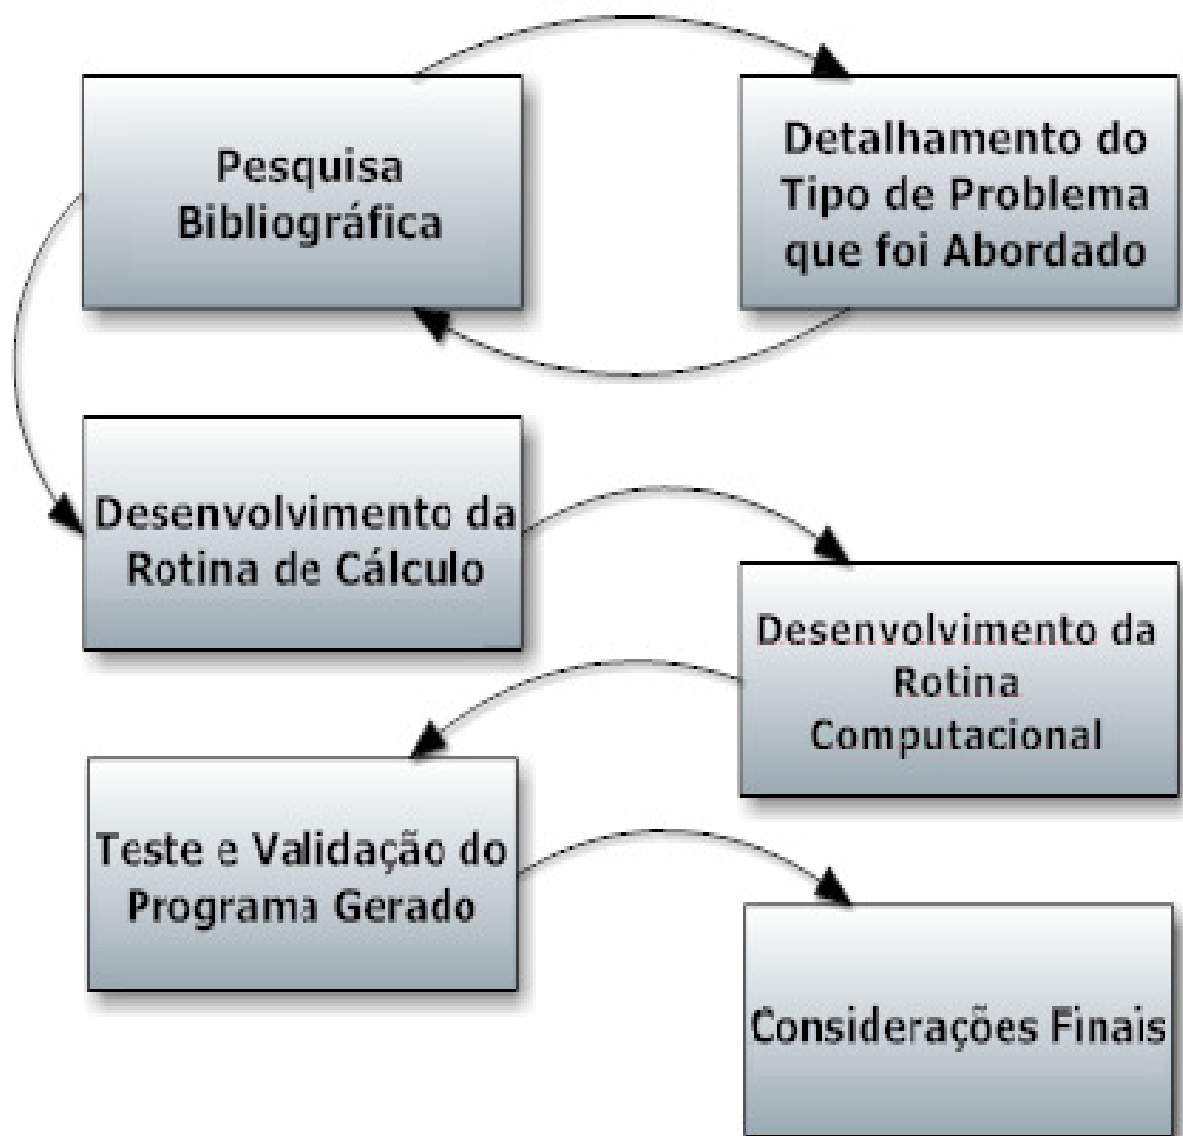 Pesquisa
Bibliográfica
Detalhamento do
Tipo de Problema
que foi Abordado
Desenvolvimento da
Rotina de Cálculo
Desenvolvimento da
Rotina
Computacional
Teste e Validação do
Programa Gerado
Considerações Finais